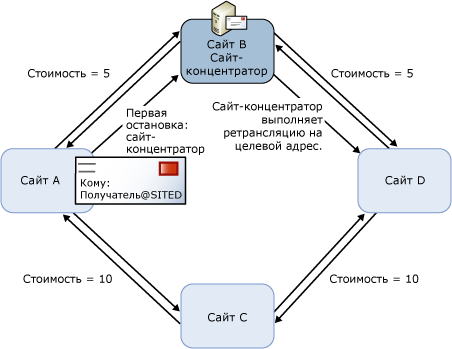 Сайт B
Сайт-
концентратор
Стоимость = 5
Стоимость = 5
Первая
остановка:
сайт-
концентратор
Сайт-концентратор
выполняет
ретрансляцию на
целевой адрес.
Сайт A
Кому:
Получатель@SITED
Сайт D
Стоимость = 10
Стоимость = 10
Сайт C